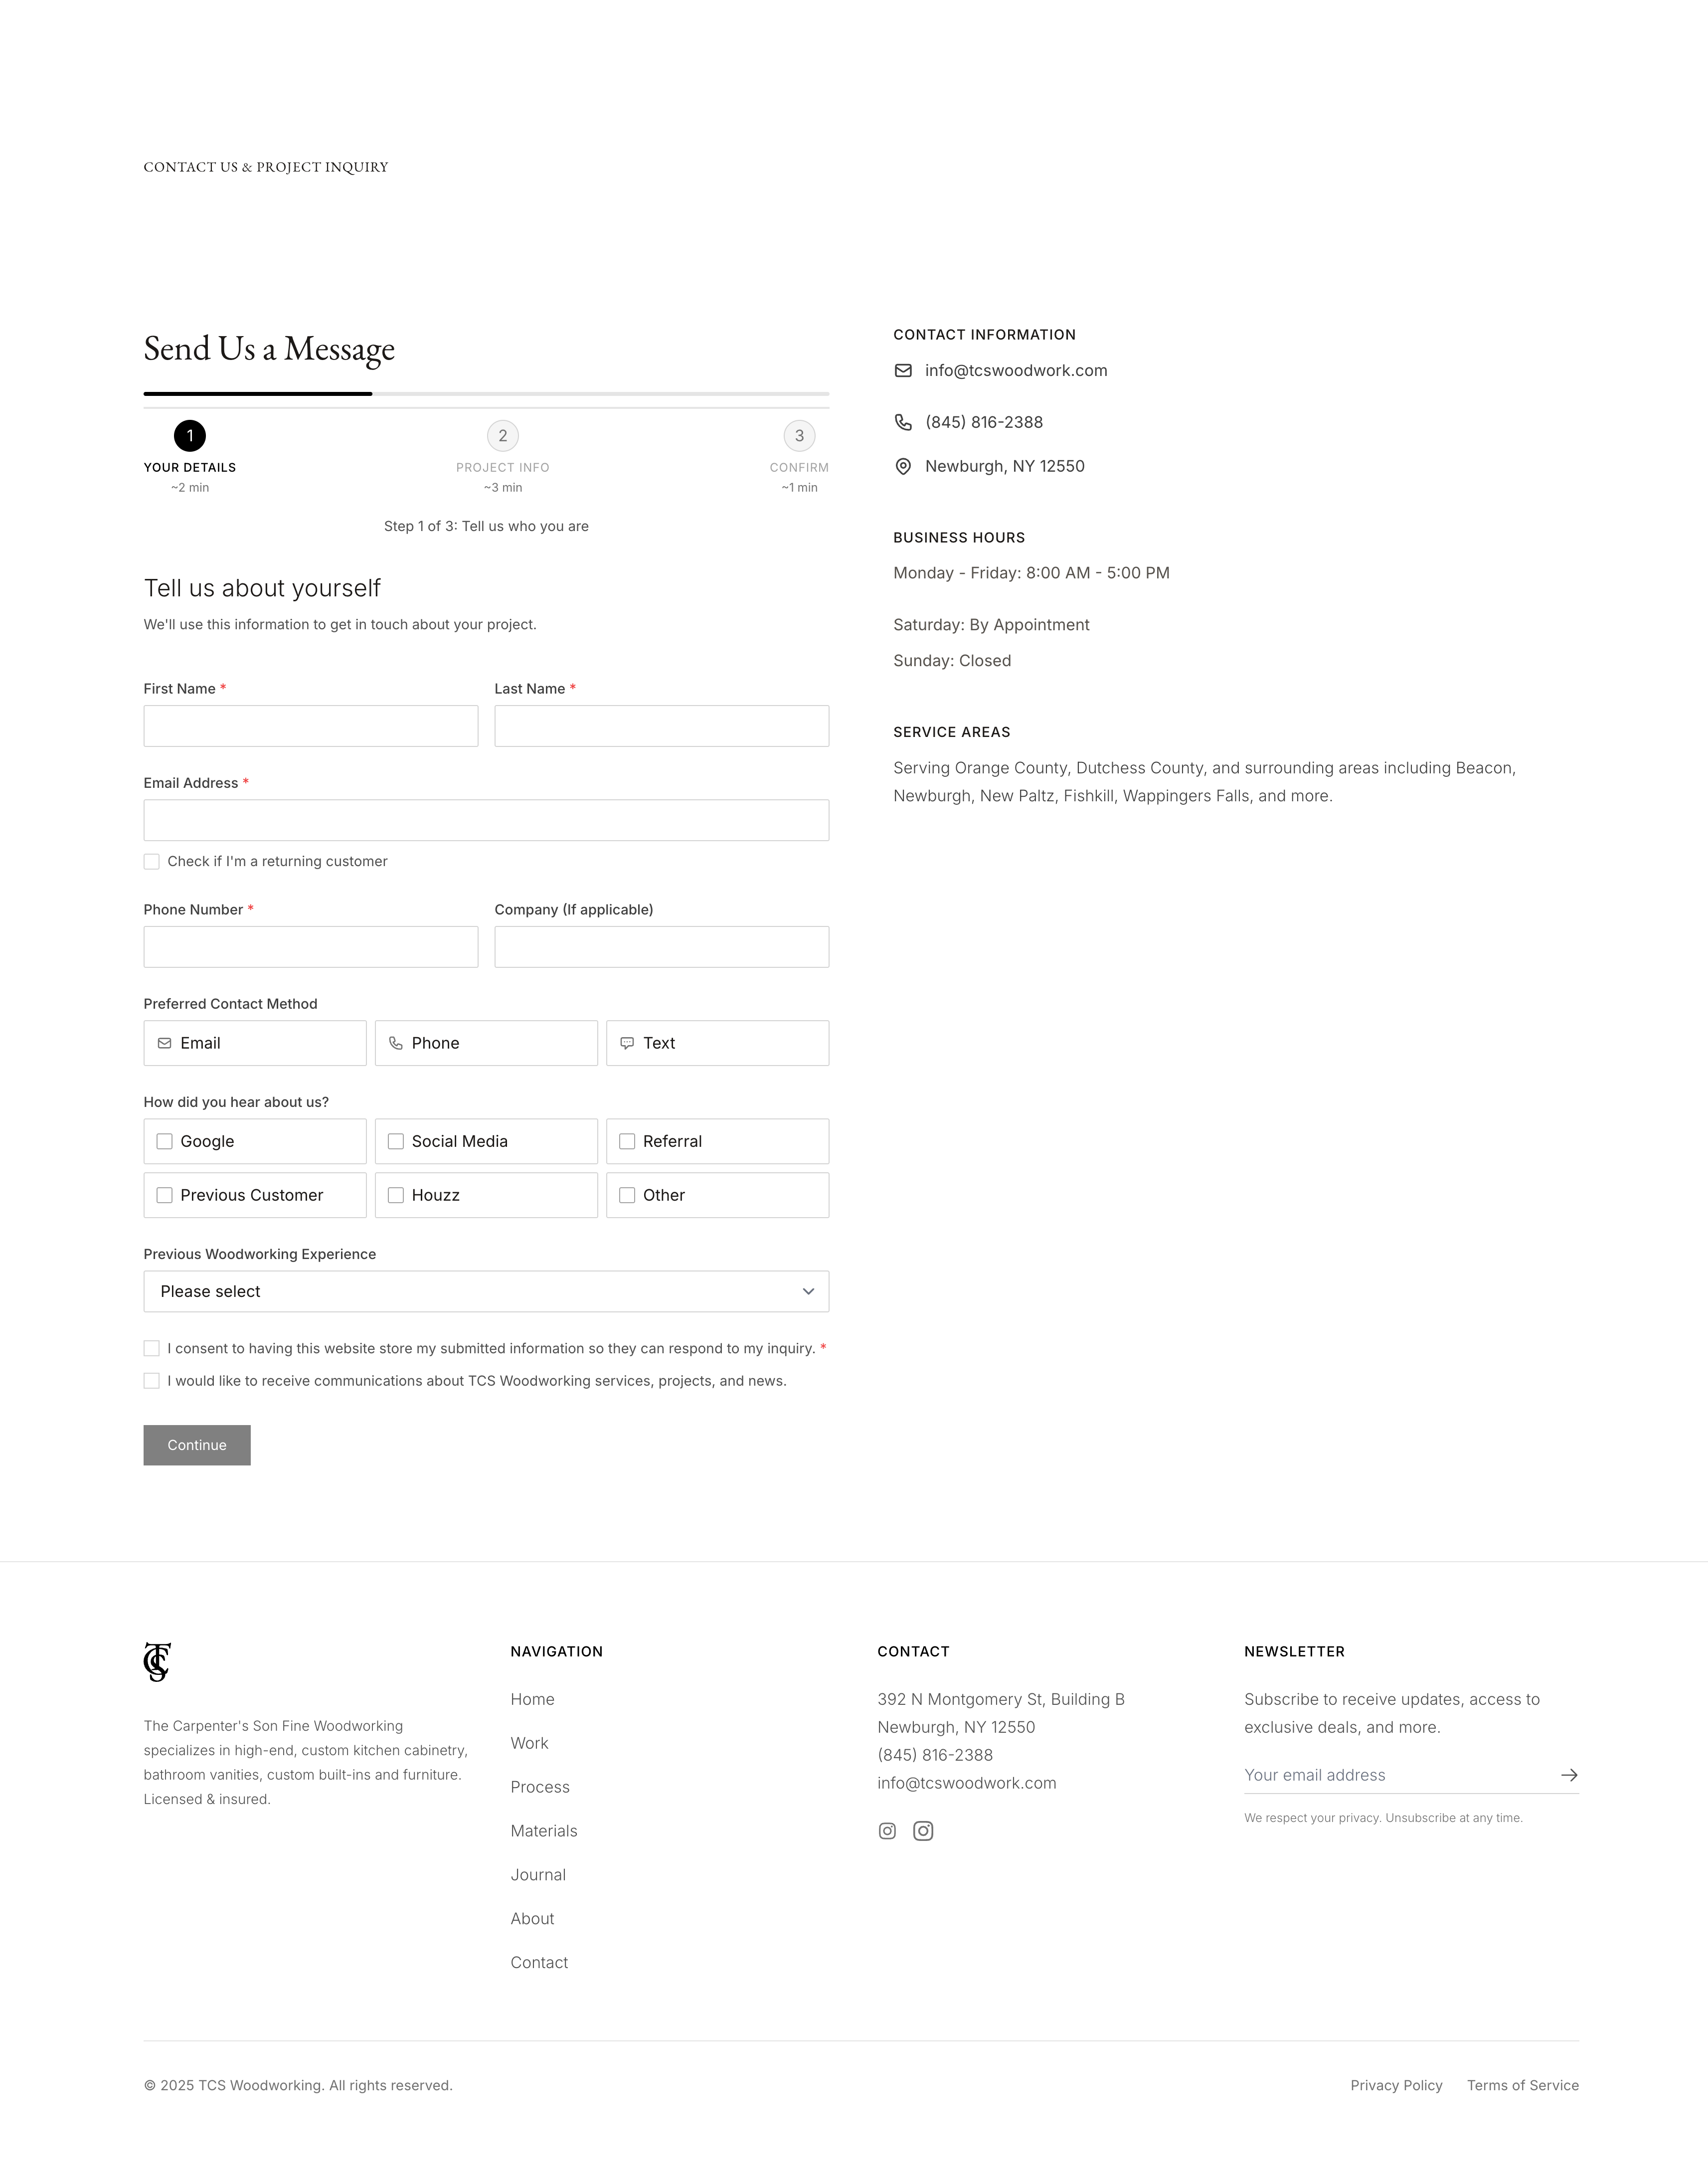 CONTACT US & PROJECT INQUIRY
Send Us a Message
1
2
3
YOUR DETAILS
PROJECT INFO
CONFIRM
~2 min
~3 min
~1 min
Step 1 of 3: Tell us who you are
Tell us about yourself
We'll use this information to get in touch about your project.
First Name *
Last Name *
Email Address *
Check if I'm a returning customer
Phone Number *
Company (If applicable)
Preferred Contact Method
Email
Phone
Text
How did you hear about us?
Google
Social Media
Referral
Previous Customer
Houzz
Other
Previous Woodworking Experience
Please select
I consent to having this website store my submitted information so they can respond to my inquiry. *
I would like to receive communications about TCS Woodworking services, projects, and news.
Continue
CONTACT INFORMATION
info@tcswoodwork.com
(845) 816-2388
Newburgh, NY 12550
BUSINESS HOURS
Monday - Friday: 8:00 AM - 5:00 PM
Saturday: By Appointment
Sunday: Closed
SERVICE AREAS
Serving Orange County, Dutchess County, and surrounding areas including Beacon,
Newburgh, New Paltz, Fishkill, Wappingers Falls, and more.
TCS
The Carpenter's Son Fine Woodworking
specializes in high-end, custom kitchen cabinetry,
bathroom vanities, custom built-ins and furniture.
Licensed & insured.
NAVIGATION
Home
Work
Process
Materials
Journal
About
Contact
CONTACT
392 N Montgomery St, Building B
Newburgh, NY 12550
(845) 816-2388
info@tcswoodwork.com
NEWSLETTER
Subscribe to receive updates, access to
exclusive deals, and more.
Your email address
We respect your privacy. Unsubscribe at any time.
© 2025 TCS Woodworking. All rights reserved.
Privacy Policy
Terms of Service